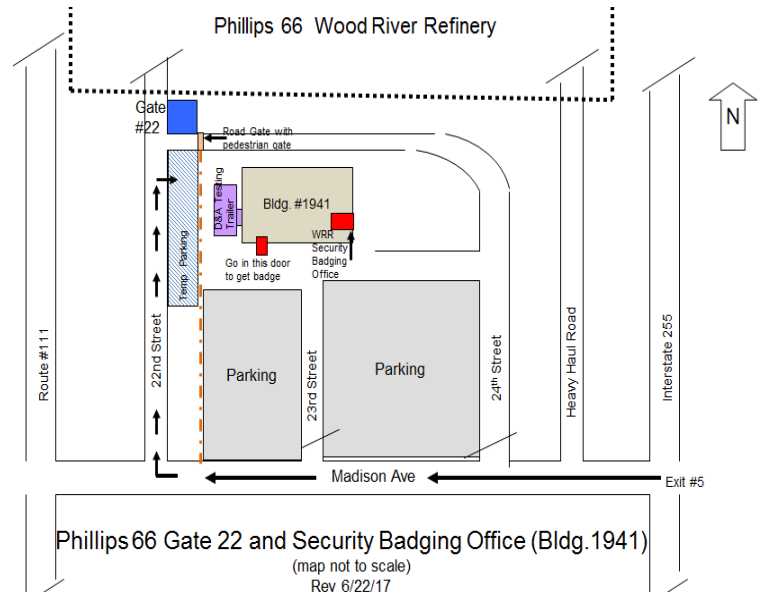 Phillips 66 Wood River Refinery
Gate
#22
Road Gate with
pedestrian gate
N
D&A Testing
Trailer
Bldg. #1941
WRR
Security
Badging
Office
Go in this door
to get badge
Temp Parking
Route #111
22nd Street
Parking
23rd Street
Parking
24th Street
Heavy Haul Road
Interstate 255
Madison Ave
Exit #5
Phillips 66 Gate 22 and Security Badging Office (Bldg.1941)
(map not to scale)
Rev 6/22/17